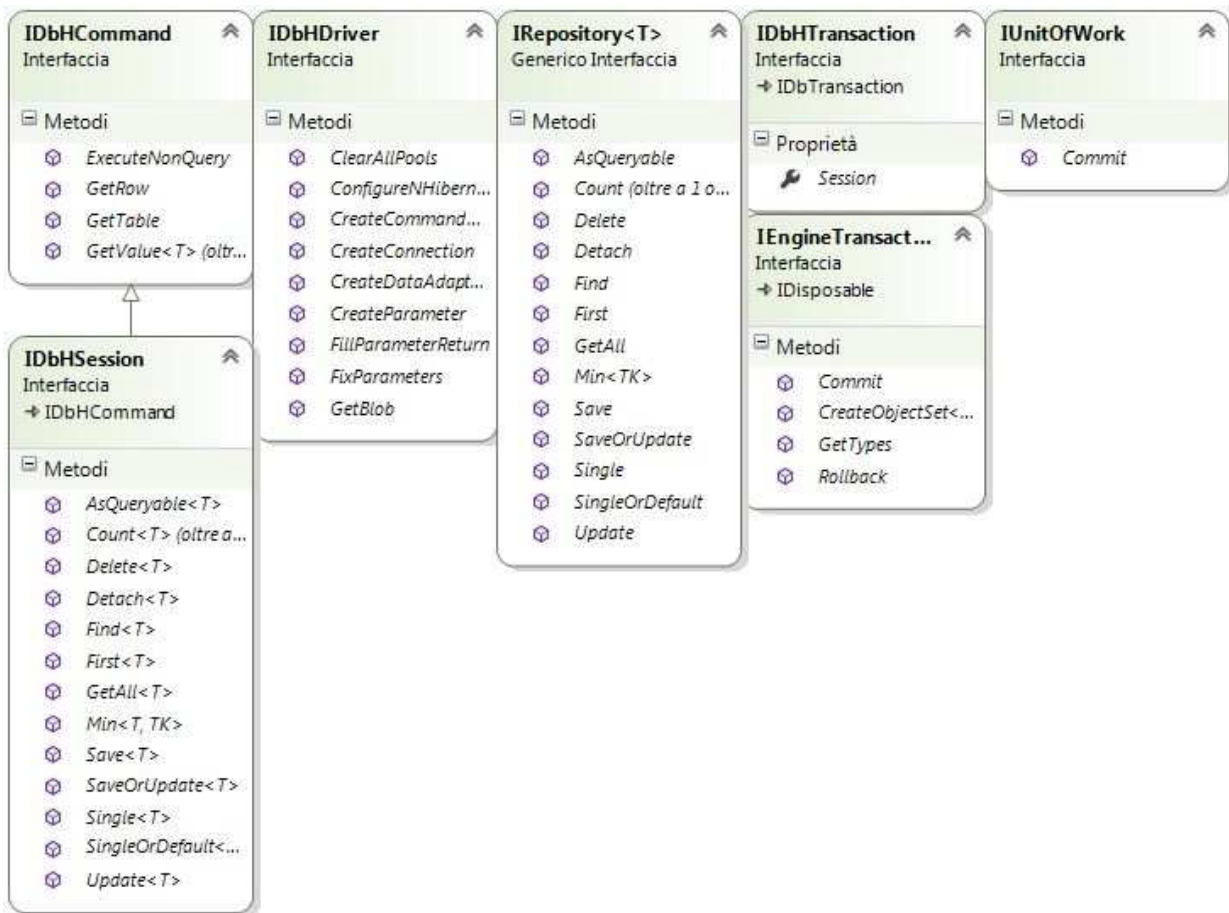 IDbHCommand
Interfaccia
Metodi
ExecuteNonQuery
GetRow
GetTable
GetValue<T> (oltr...
IDbHSession
Interfaccia
IDbHCommand
Metodi
AsQueryable<T>
Count<T> (oltre a...
Delete<T>
Detach<T>
Find<T>
First<T>
GetAll<T>
Min<T, TK>
Save<T>
SaveOrUpdate<T>
Single<T>
SingleOrDefault<...
Update<T>
IDbHDriver
Interfaccia
Metodi
ClearAllPools
ConfigureNHibern...
CreateCommand...
CreateConnection
CreateDataAdapt...
CreateParameter
FillParameterReturn
FixParameters
GetBlob
IRepository<T>
Generico Interfaccia
Metodi
AsQueryable
Count (oltre a 1 o...
Delete
Detach
Find
First
GetAll
Min<TK>
Save
SaveOrUpdate
Single
SingleOrDefault
Update
IDbHTransaction
Interfaccia
IDbTransaction
Proprietà
Session
IEngineTransact...
Interfaccia
IDisposable
Metodi
Commit
CreateObjectSet<...
GetTypes
Rollback
IUnitOfWork
Interfaccia
Metodi
Commit